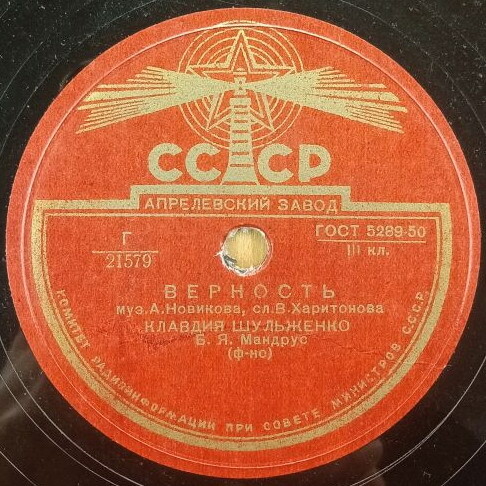 СССР
АПРЕЛЕВСКИЙ ЗАВОД
Г
21579
ГОСТ 5289-50
III кл.
ВЕРНОСТЬ
муз. А. Новикова, сл. В. Харитонова
КЛАВДИЯ ШУЛЬЖЕНКО
Б. Я. Мандрус
(ф-но)
КОМИТЕТ РАДИОИНФОРМАЦИИ ПРИ СОВЕТЕ МИНИСТРОВ СССР.